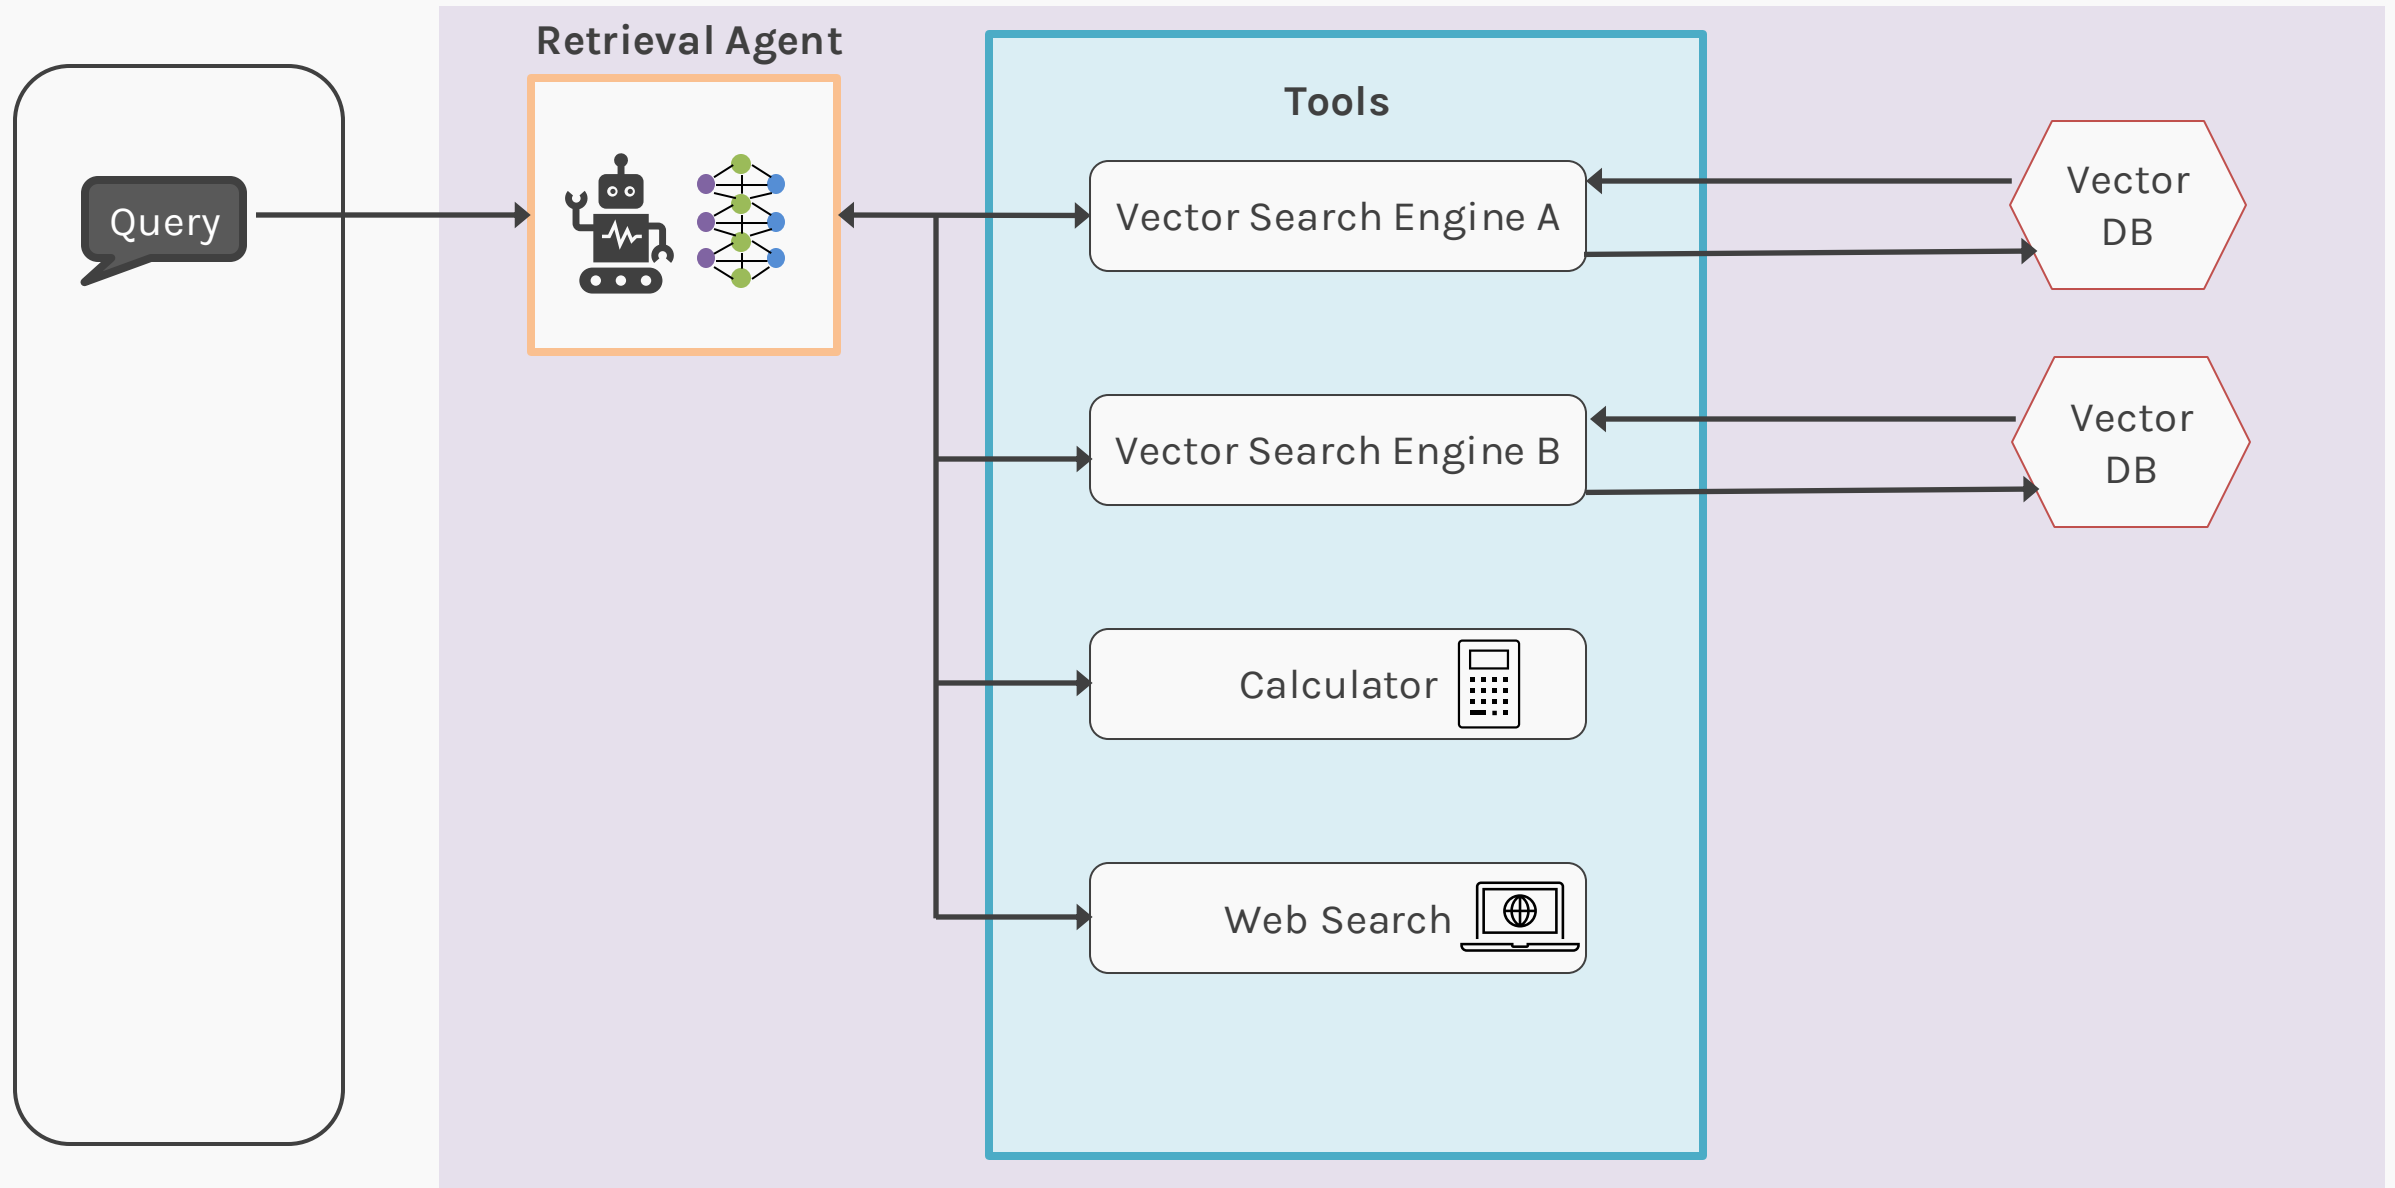 Retrieval Agent
Tools
Query
Vector Search Engine A
Vector
DB
Vector Search Engine B
Vector
DB
Calculator
Web Search